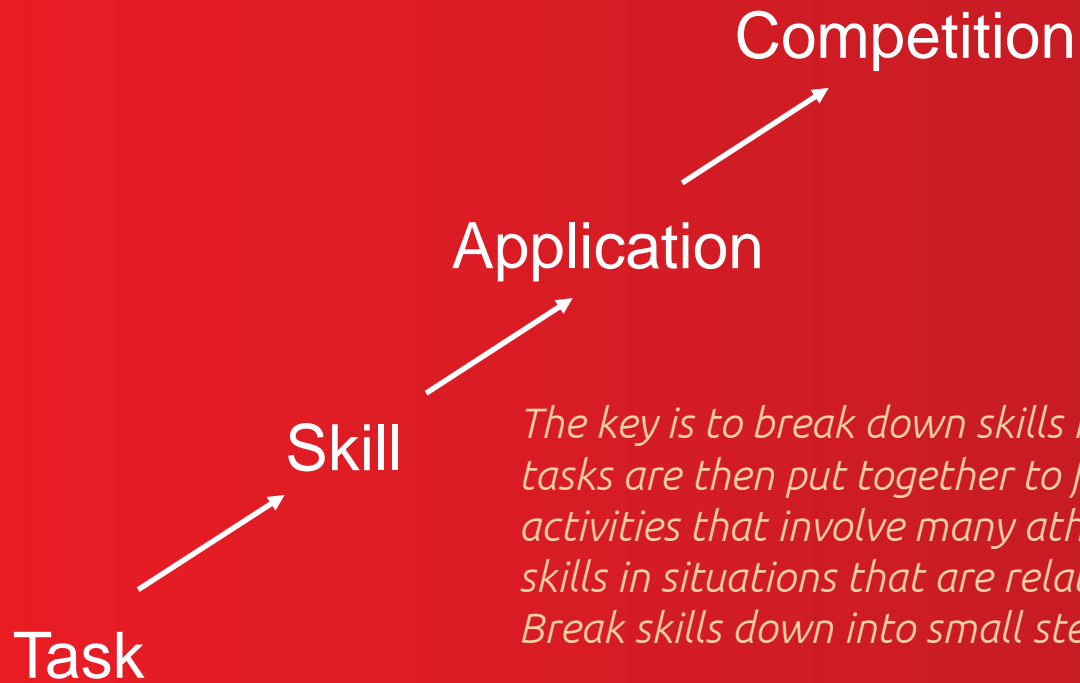 Competition
Application
Skill
The key is to break down skills
tasks are then put together to
activities that involve many
skills in situations that are
Break skills down into small
Task